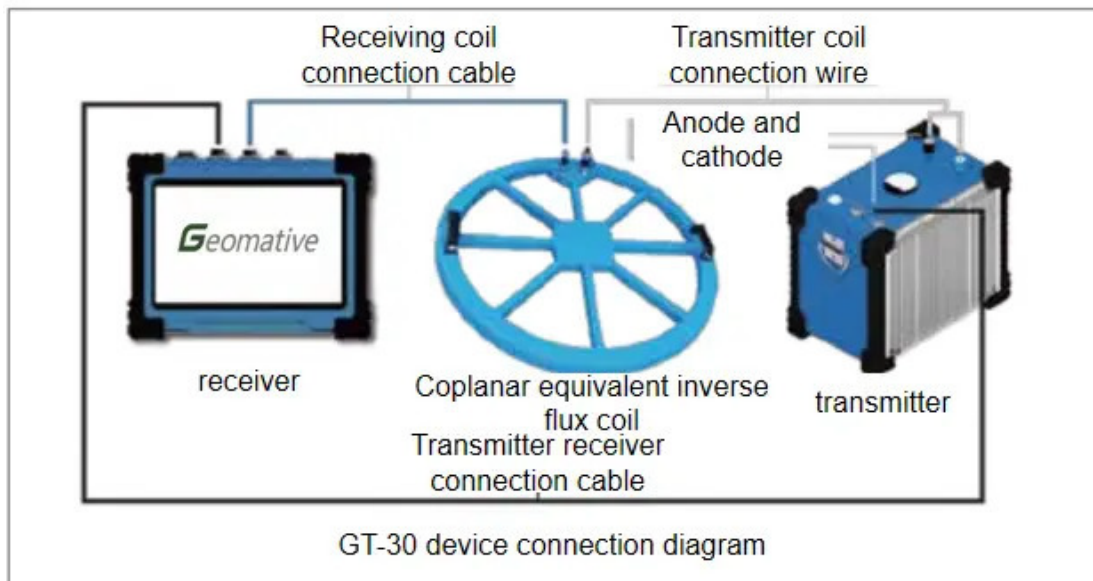 Receiving coil
connection cable
Transmitter coil
connection wire
Anode and
cathode
Geomative
receiver
Coplanar equivalent inverse
flux coil
transmitter
Transmitter receiver
connection cable
GT-30 device connection diagram